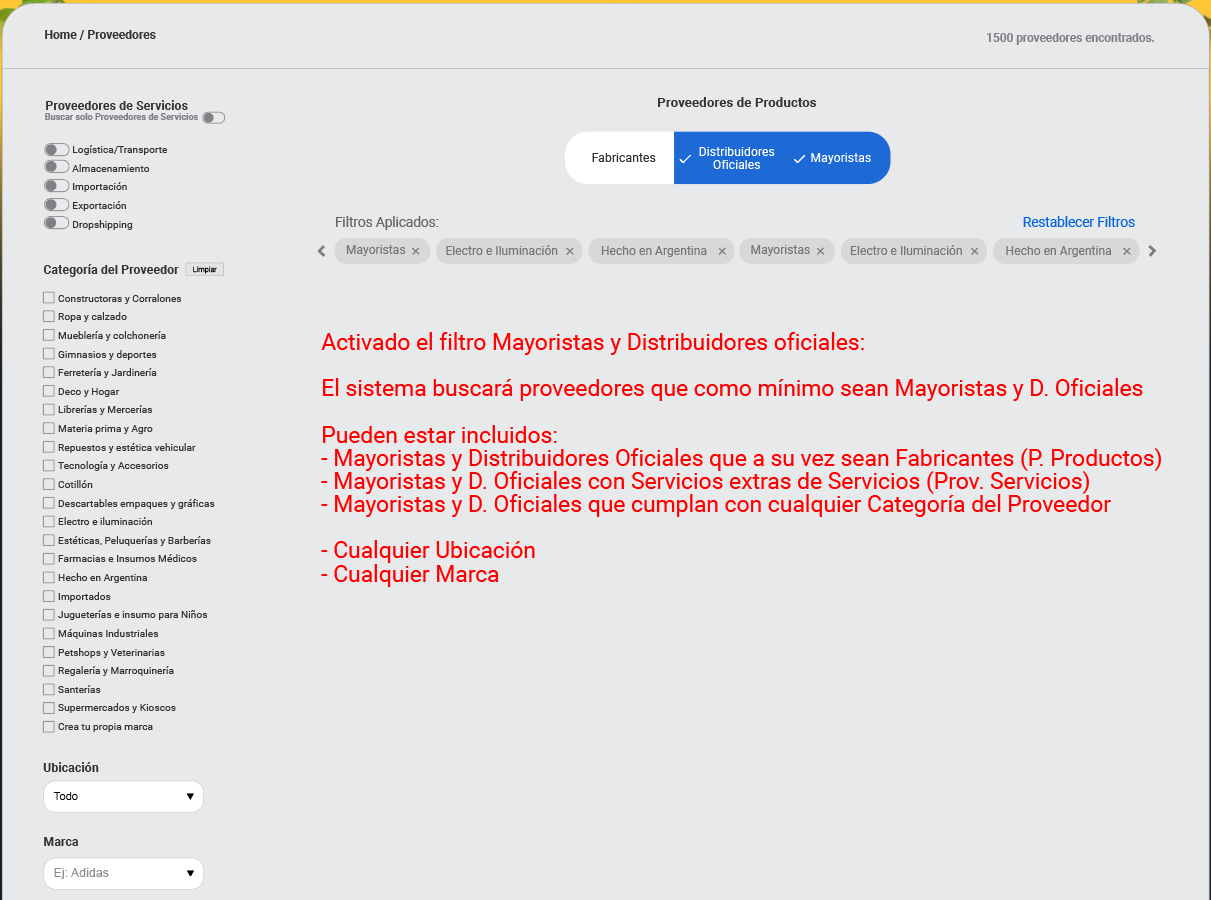 Home / Proveedores
1500 proveedores encontrados.
Proveedores de Servicios
Buscar solo Proveedores de Servicios
Logística/Transporte
Almacenamiento
Importación
Exportación
Dropshipping
Categoría del Proveedor
Limpiar
Constructoras y Corralones
Ropa y calzado
Mueblería y colchonería
Gimnasios y deportes
Ferretería y Jardinería
Deco y Hogar
Librerías y Mercerías
Materia prima y Agro
Repuestos y estética vehicular
Tecnología y Accesorios
Cotillón
Descartables empaques y gráficas
Electro e iluminación
Estéticas, Peluquerías y Barberías
Farmacias e Insumos Médicos
Hecho en Argentina
Importados
Jugueterías e insumo para Niños
Máquinas Industriales
Petshops y Veterinarias
Regalería y Marroquinería
Santerías
Supermercados y Kioscos
Crea tu propia marca
Ubicación
Todo
Marca
Ej: Adidas
Proveedores de Productos
Fabricantes
Distribuidores
Oficiales
Mayoristas
Filtros Aplicados:
Restablecer Filtros
Mayoristas
Electro e Iluminación
Hecho en Argentina
Mayoristas
Electro e Iluminación
Hecho en Argentina
Activado el filtro Mayoristas y Distribuidores oficiales:
El sistema buscará proveedores que como mínimo sean Mayoristas y D. Oficiales
Pueden estar incluidos:
- Mayoristas y Distribuidores Oficiales que a su vez sean Fabricantes (P. Productos)
- Mayoristas y D. Oficiales con Servicios extras de Servicios (Prov. Servicios)
- Mayoristas y D. Oficiales que cumplan con cualquier Categoría del Proveedor
- Cualquier Ubicación
- Cualquier Marca